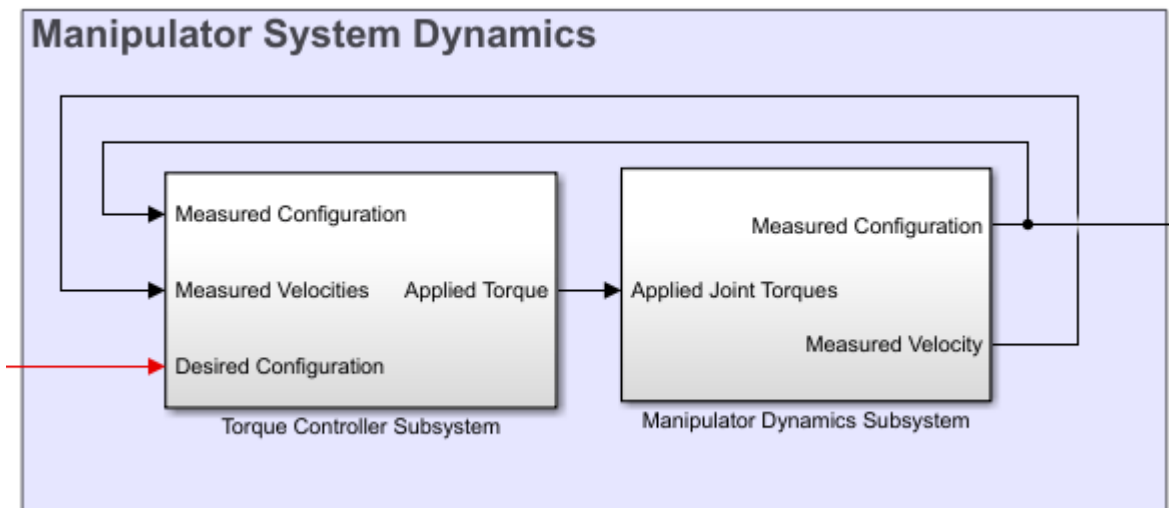 Manipulator System Dynamics
Measured Configuration
Measured Velocities
Applied Torque
Desired Configuration
Torque Controller Subsystem
Measured Configuration
Applied Joint Torques
Measured Velocity
Manipulator Dynamics Subsystem